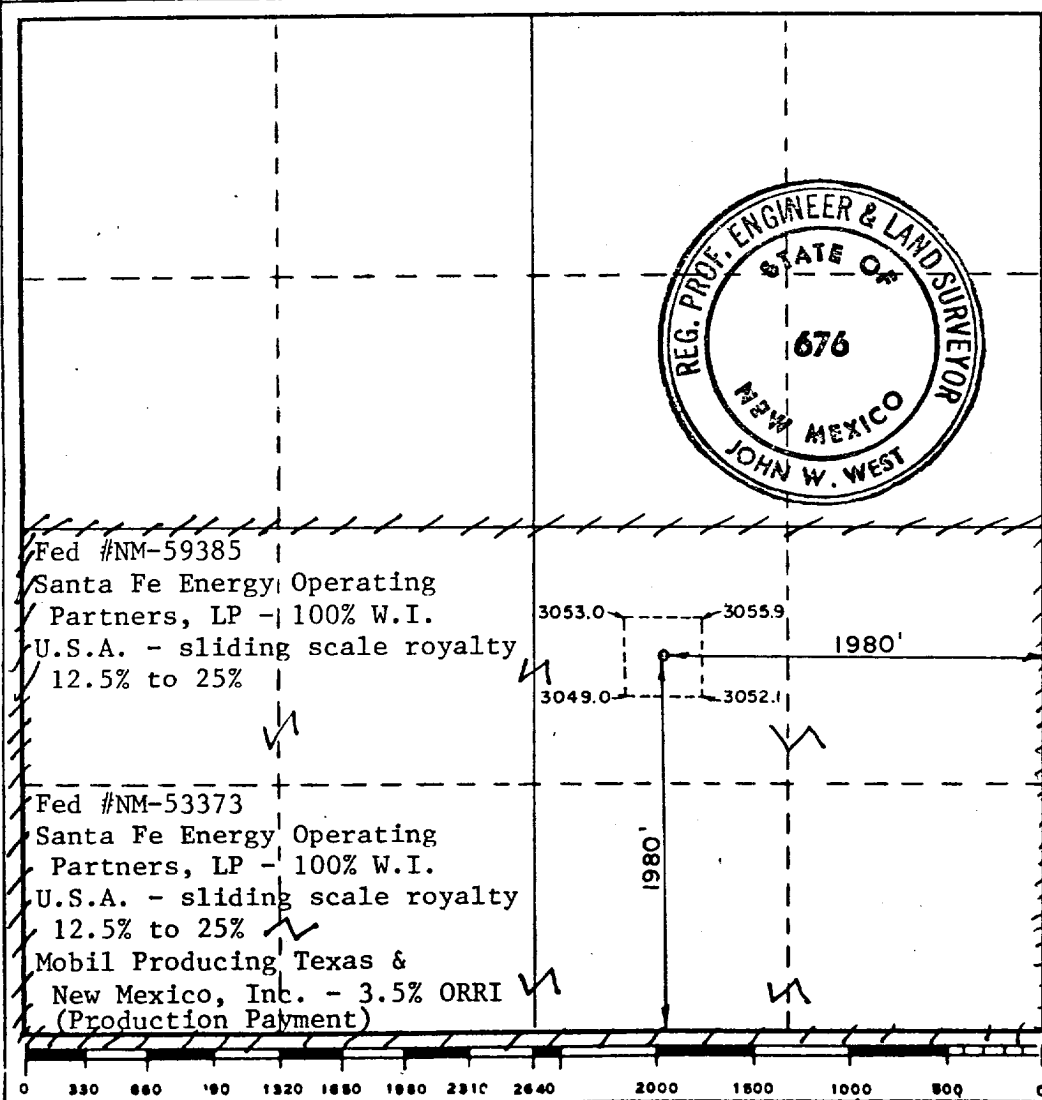 REG. PROF. ENGINEER & LAND SURVEYOR
STATE OF
676
NEW MEXICO
JOHN W. WEST
Fed #NM-59385
Santa Fe Energy Operating
Partners, LP - 100% W.I.
U.S.A. - sliding scale royalty
12.5% to 25%
3053.0 3055.9
1980'
3049.0 3052.1
Fed #NM-53373
Santa Fe Energy Operating
Partners, LP - 100% W.I.
U.S.A. - sliding scale royalty
12.5% to 25%
1980'
Mobil Producing Texas &
New Mexico, Inc. - 3.5% ORRI
(Production Payment)
0 330 660 1320 1650 1980 2310 2640 2000 1500 1000 500 0